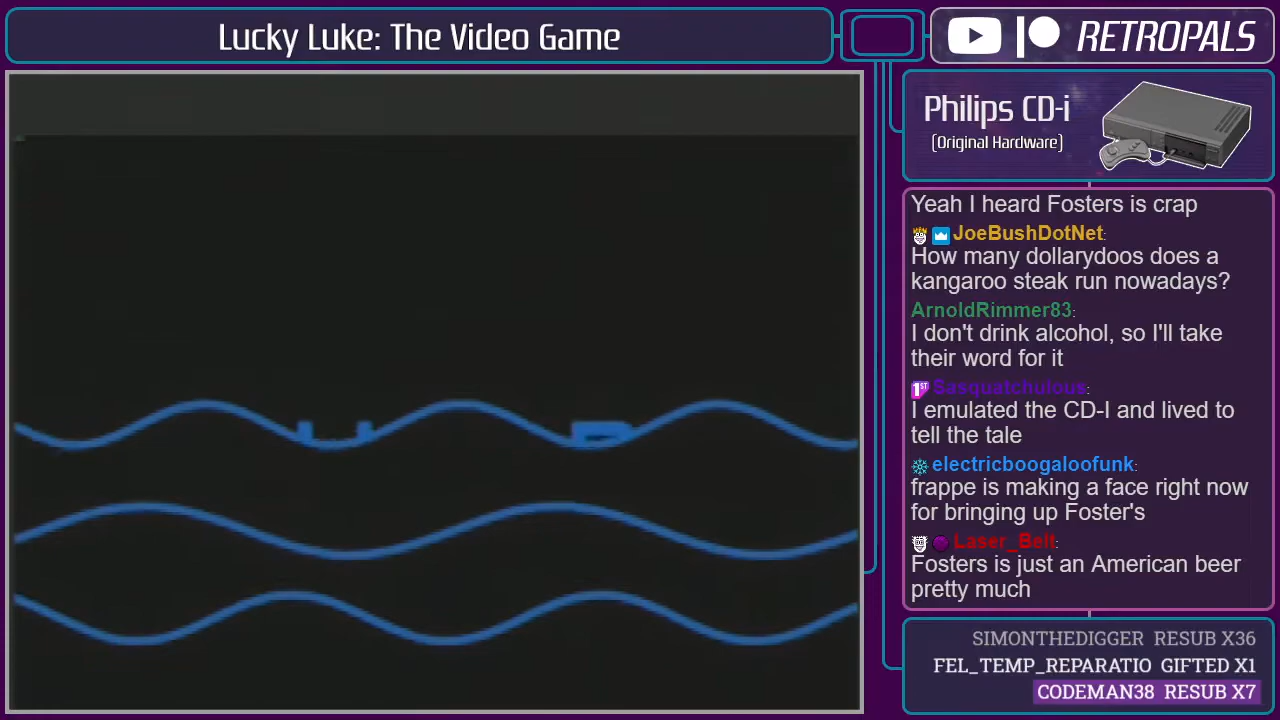 Lucky Luke: The Video Game
RETROPALS
Philips CD-i
(Original Hardware)
Yeah I heard Fosters is crap
JoeBushDotNet:
How many dollarydoos does a
kangaroo steak run nowadays?
ArnoldRimmer83:
I don't drink alcohol, so I'll take
their word for it
1ST Sasquatchulous:
I emulated the CD-I and lived to
tell the tale
electricboogaloofunk:
frappe is making a face right now
for bringing up Foster's
Laser_Bell:
Fosters is just an American beer
pretty much
SIMONTHEDIGGER RESUB X36
FEL_TEMP_REPARATIO GIFTED X1
CODEMAN38 RESUB X7